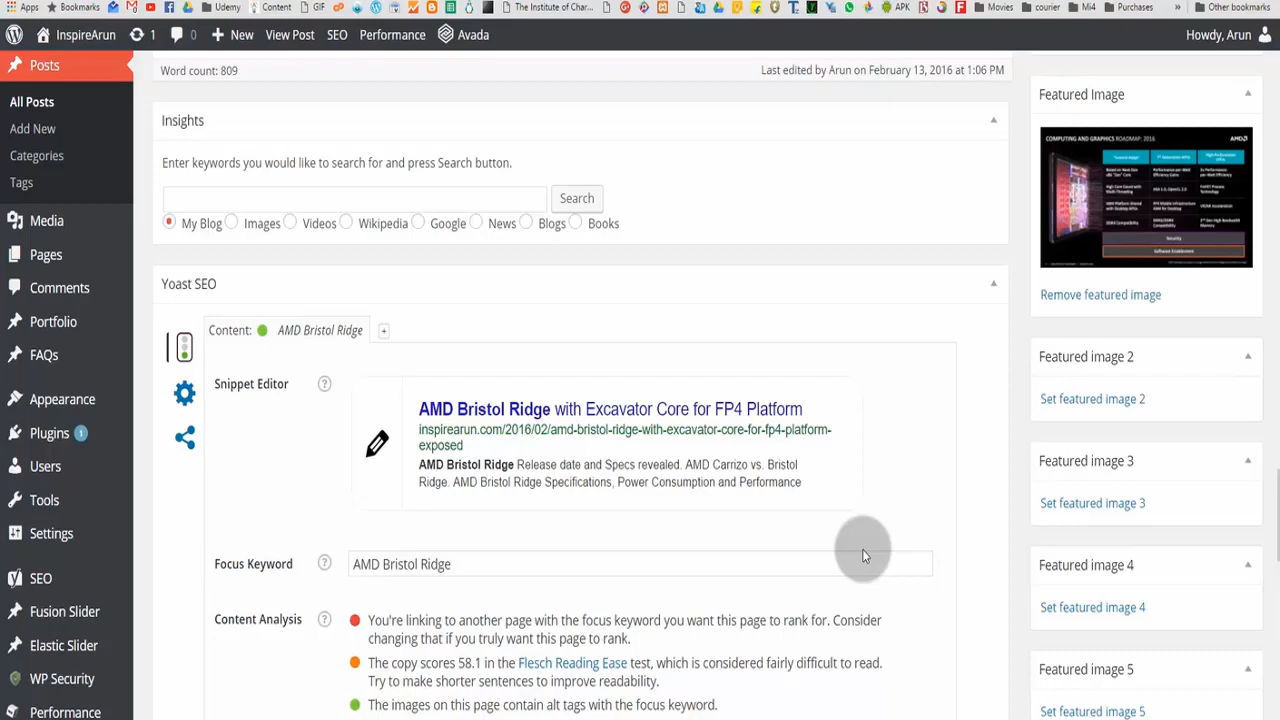 Apps
Bookmarks
Udemy
Content
GIF
The Institute of Char...
APK
Movies
courier
Mi4
Purchases
»
Other bookmarks
InspireArun
1
0
New
View Post
SEO
Performance
Avada
Howdy, Arun
Posts
All Posts
Add New
Categories
Tags
Media
Pages
Comments
Portfolio
FAQs
Appearance
Plugins 1
Users
Tools
Settings
SEO
Fusion Slider
Elastic Slider
WP Security
Performance
Word count: 809
Last edited by Arun on February 13, 2016 at 1:06 PM
Insights
Enter keywords you would like to search for and press Search button.
Search
My Blog Images Videos Wikipedia Google News Blogs Books
Yoast SEO
Content: AMD Bristol Ridge +
Snippet Editor ?
AMD Bristol Ridge with Excavator Core for FP4 Platform
inspirearun.com/2016/02/amd-bristol-ridge-with-excavator-core-for-fp4-platform-
exposed
AMD Bristol Ridge Release date and Specs revealed. AMD Carrizo vs. Bristol
Ridge. AMD Bristol Ridge Specifications, Power Consumption and Performance
Focus Keyword ? AMD Bristol Ridge
Content Analysis ?
You're linking to another page with the focus keyword you want this page to rank for. Consider
changing that if you truly want this page to rank.
The copy scores 58.1 in the Flesch Reading Ease test, which is considered fairly difficult to read.
Try to make shorter sentences to improve readability.
The images on this page contain alt tags with the focus keyword.
Featured Image
COMPUTING AND GRAPHICS ROADMAP: 2016
AMD
Security
Software Enablement
Remove featured image
Featured image 2
Set featured image 2
Featured image 3
Set featured image 3
Featured image 4
Set featured image 4
Featured image 5
Set featured image 5